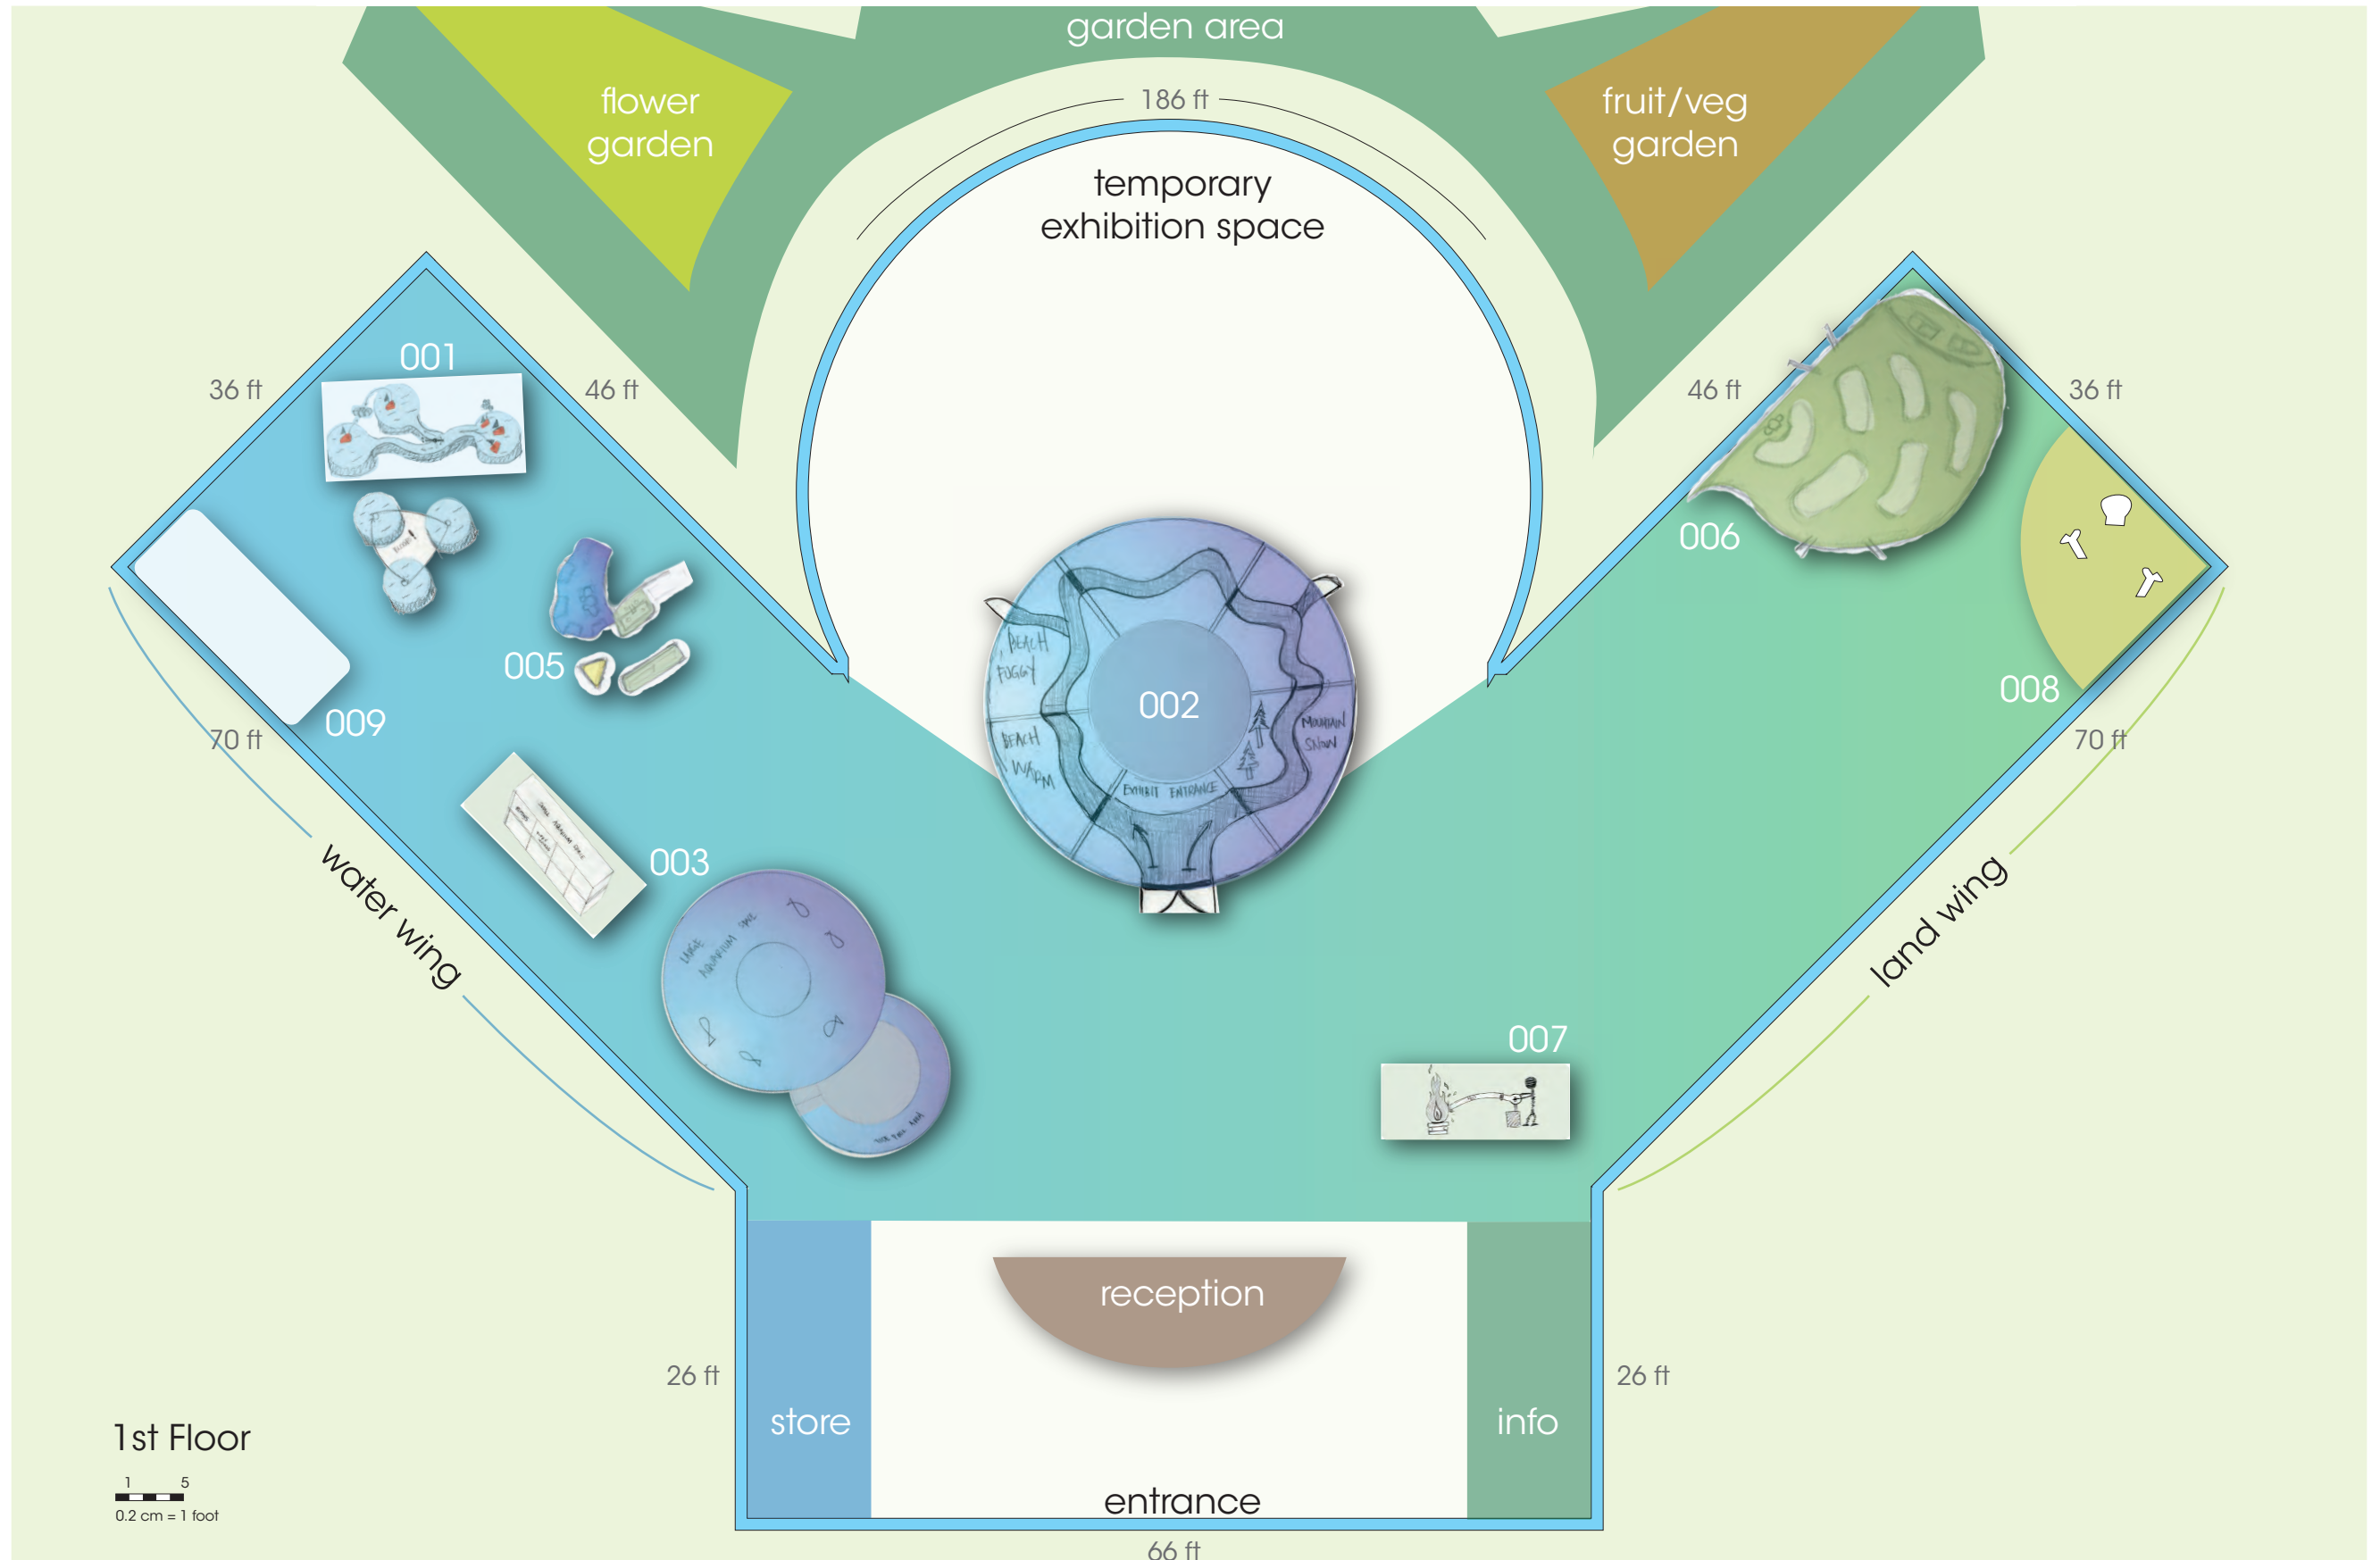 garden area
flower
garden
186 ft
fruit/veg
garden
temporary
exhibition space
001
36 ft
46 ft
46 ft
36 ft
006
005
002
BEACH
FOGGY
BEACH
WARM
MOUNTAIN
SNOW
EXHIBIT ENTRANCE
008
009
70 ft
70 ft
003
water wing
LARGE
AQUARIUM SPACE
land wing
007
reception
26 ft
26 ft
store
info
1st Floor
1 5
0.2 cm = 1 foot
entrance
66 ft